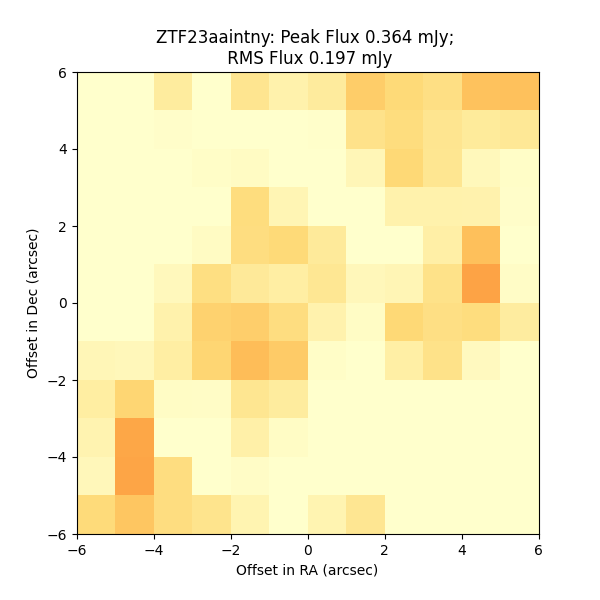 ZTF23aaintny: Peak Flux 0.364 mJy;
RMS Flux 0.197 mJy
6
4
2
0
−2
−4
−6
Offset in Dec (arcsec)
−6 −4 −2 0 2 4 6
Offset in RA (arcsec)